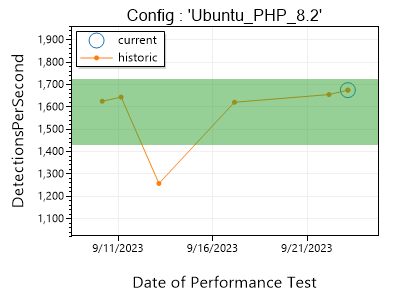 Config : 'Ubuntu_PHP_8.2'
DetectionsPerSecond
1,900
1,800
1,700
1,600
1,500
1,400
1,300
1,200
1,100
current
historic
9/11/2023
9/16/2023
9/21/2023
Date of Performance Test